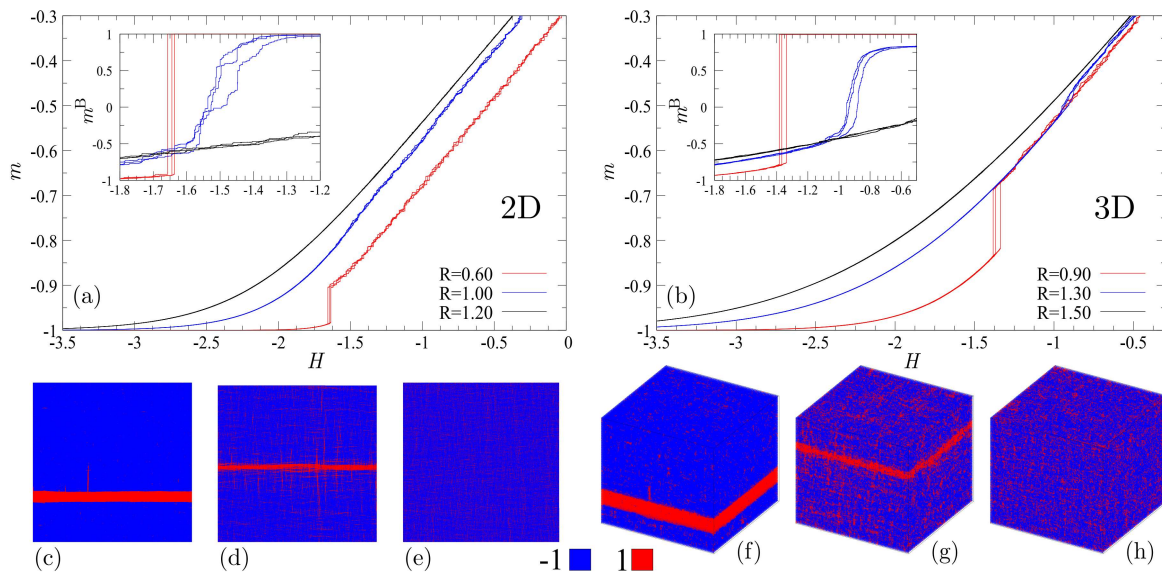 -0.3
-0.4
-0.5
-0.6
-0.7
-0.8
-0.9
-1
m
-3.5 -3 -2.5 -2 -1.5 -1 -0.5 0
H
1
0.5
0
-0.5
-1
m^B
-1.8 -1.7 -1.6 -1.5 -1.4 -1.3 -1.2
2D
R=0.60
R=1.00
R=1.20
(a)
-0.3
-0.4
-0.5
-0.6
-0.7
-0.8
-0.9
-1
m
-3.5 -3 -2.5 -2 -1.5 -1 -0.5
H
1
0.5
0
-0.5
-1
m^B
-1.8 -1.6 -1.4 -1.2 -1 -0.8 -0.6
3D
R=0.90
R=1.30
R=1.50
(b)
(c) (d) (e) -1 1 (f) (g) (h)